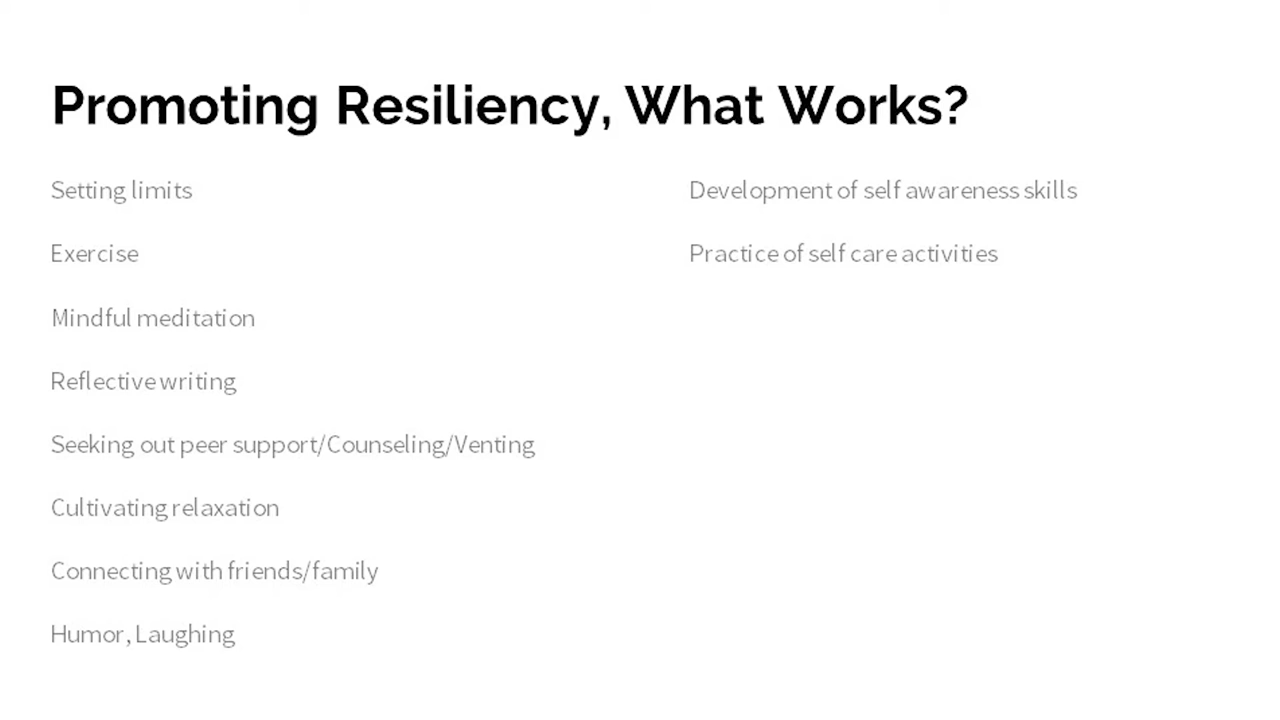 Promoting Resiliency, What Works?
Setting limits
Exercise
Mindful meditation
Reflective writing
Seeking out peer support/Counseling/Venting
Cultivating relaxation
Connecting with friends/family
Humor, Laughing
Development of self awareness skills
Practice of self care activities